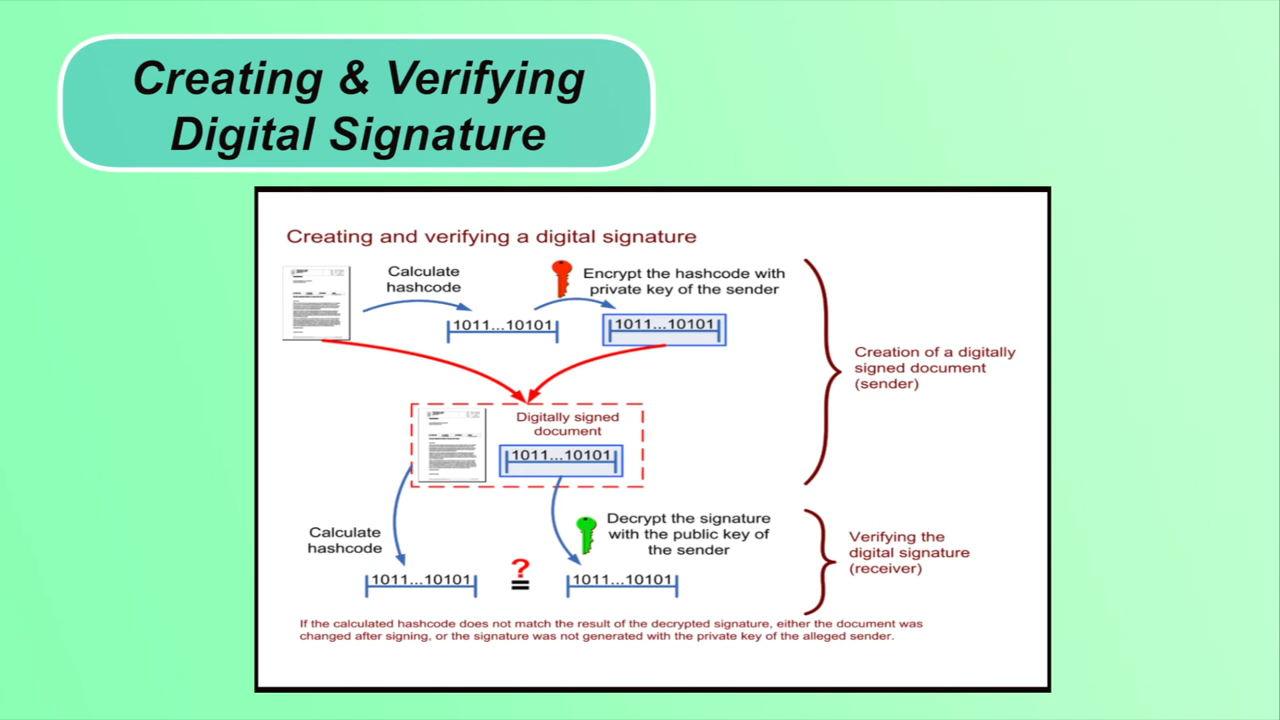 Creating & Verifying
Digital Signature
Creating and verifying a digital signature
Calculate
hashcode
Encrypt the hashcode with
private key of the sender
1011...10101
1011...10101
Creation of a digitally
signed document
(sender)
Digitally signed
document
1011...10101
Calculate
hashcode
Decrypt the signature
with the public key of
the sender
Verifying the
digital signature
(receiver)
1011...10101
?
=
1011...10101
If the calculated hashcode does not match the result of the decrypted signature, either the document was
changed after signing, or the signature was not generated with the private key of the alleged sender.